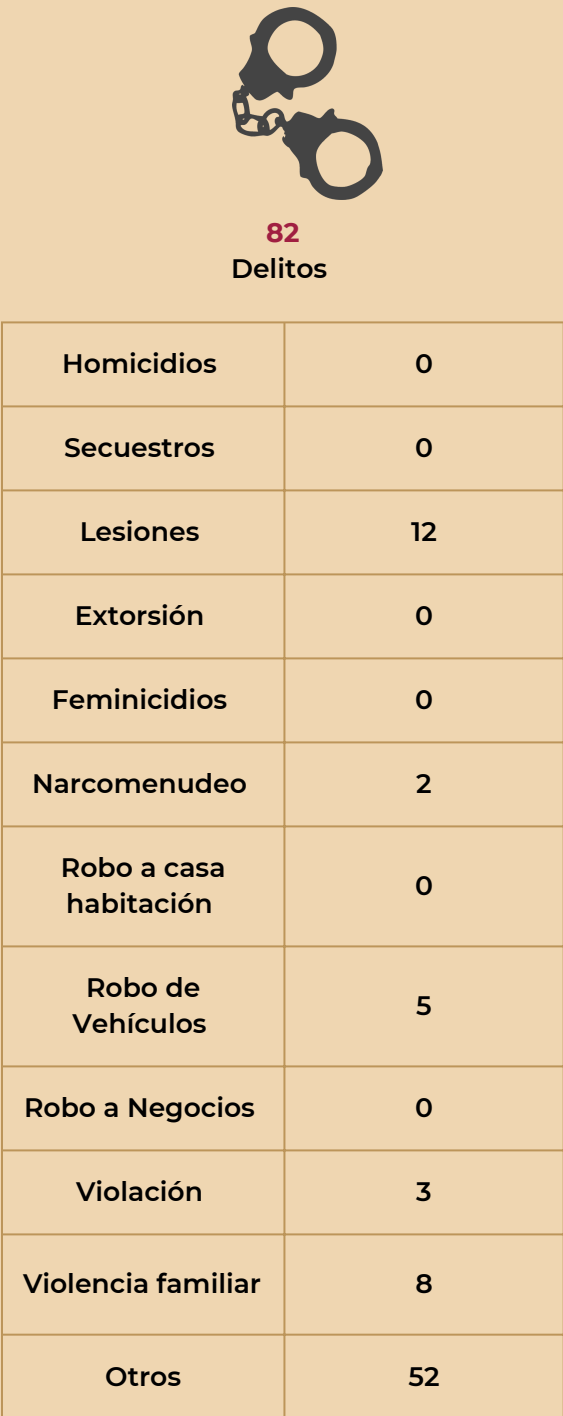 82
Delitos
Homicidios 0
Secuestros 0
Lesiones 12
Extorsión 0
Feminicidios 0
Narcomenudeo 2
Robo a casa
habitación 0
Robo de
Vehículos 5
Robo a Negocios 0
Violación 3
Violencia familiar 8
Otros 52